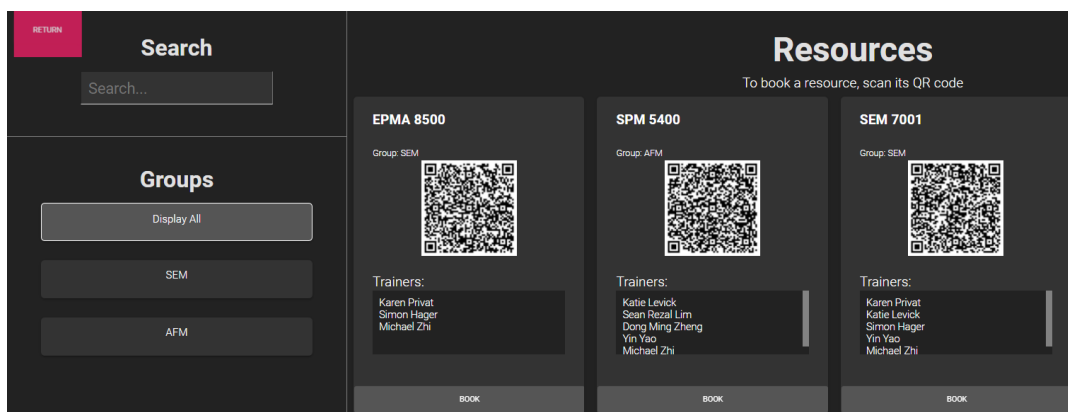 RETURN
Search
Search...
Groups
Display All
SEM
AFM
Resources
To book a resource, scan its QR code
EPMA 8500
Group: SEM
Trainers:
Karen Privat
Simon Hager
Michael Zhi
BOOK
SPM 5400
Group: AFM
Trainers:
Katie Levick
Sean Rezal Lim
Dong Ming Zheng
Yin Yao
Michael Zhi
BOOK
SEM 7001
Group: SEM
Trainers:
Karen Privat
Katie Levick
Simon Hager
Yin Yao
Michael Zhi
BOOK